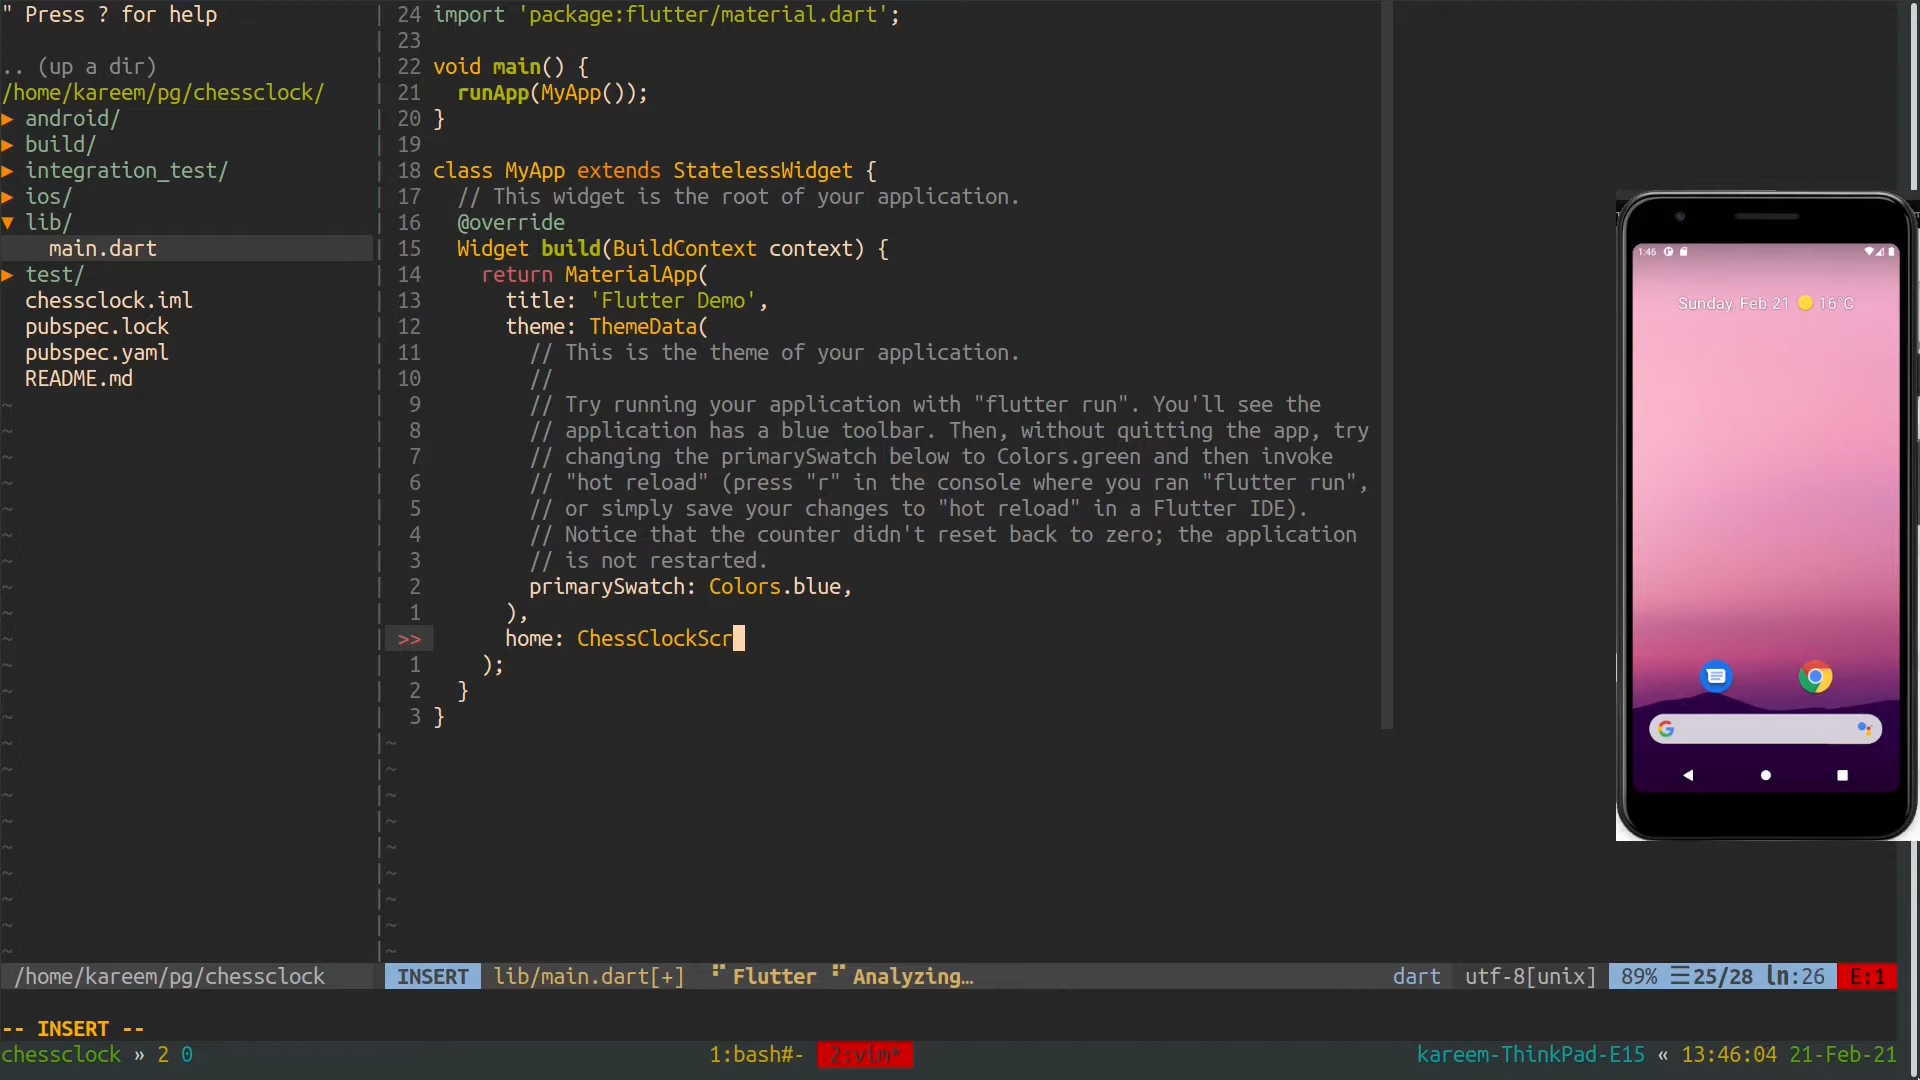 " Press ? for help
.. (up a dir)
/home/kareem/pg/chessclock/
▸ android/
▸ build/
▸ integration_test/
▸ ios/
▾ lib/
main.dart
▸ test/
chessclock.iml
pubspec.lock
pubspec.yaml
README.md
24 import 'package:flutter/material.dart';
23
22 void main() {
21   runApp(MyApp());
20 }
19
18 class MyApp extends StatelessWidget {
17   // This widget is the root of your application.
16   @override
15   Widget build(BuildContext context) {
14     return MaterialApp(
13       title: 'Flutter Demo',
12       theme: ThemeData(
11         // This is the theme of your application.
10         //
9         // Try running your application with "flutter run". You'll see the
8         // application has a blue toolbar. Then, without quitting the app, try
7         // changing the primarySwatch below to Colors.green and then invoke
6         // "hot reload" (press "r" in the console where you ran "flutter run",
5         // or simply save your changes to "hot reload" in a Flutter IDE).
4         // Notice that the counter didn't reset back to zero; the application
3         // is not restarted.
2         primarySwatch: Colors.blue,
1       ),
>>       home: ChessClockScr
1     );
2   }
3 }
1:46
Sunday, Feb 21 16°C
/home/kareem/pg/chessclock
INSERT lib/main.dart[+] Flutter Analyzing…
dart utf-8[unix] 89% ☰25/28 ln:26 E:1
-- INSERT --
chessclock » 2 0
1:bash#- 2:vim*
kareem-ThinkPad-E15 « 13:46:04 21-Feb-21